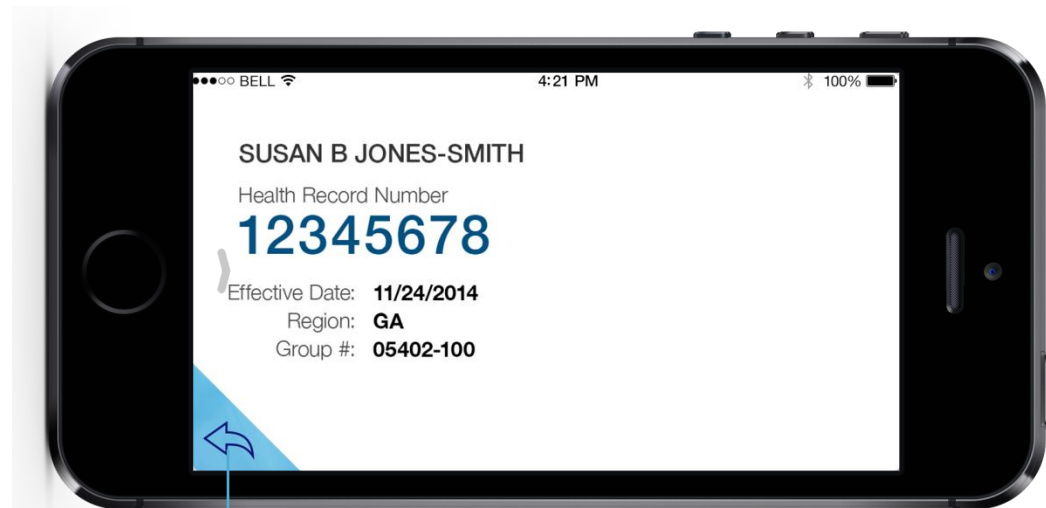 BELL 4:21 PM 100%
SUSAN B JONES-SMITH
Health Record Number
12345678
Effective Date: 11/24/2014
Region: GA
Group #: 05402-100